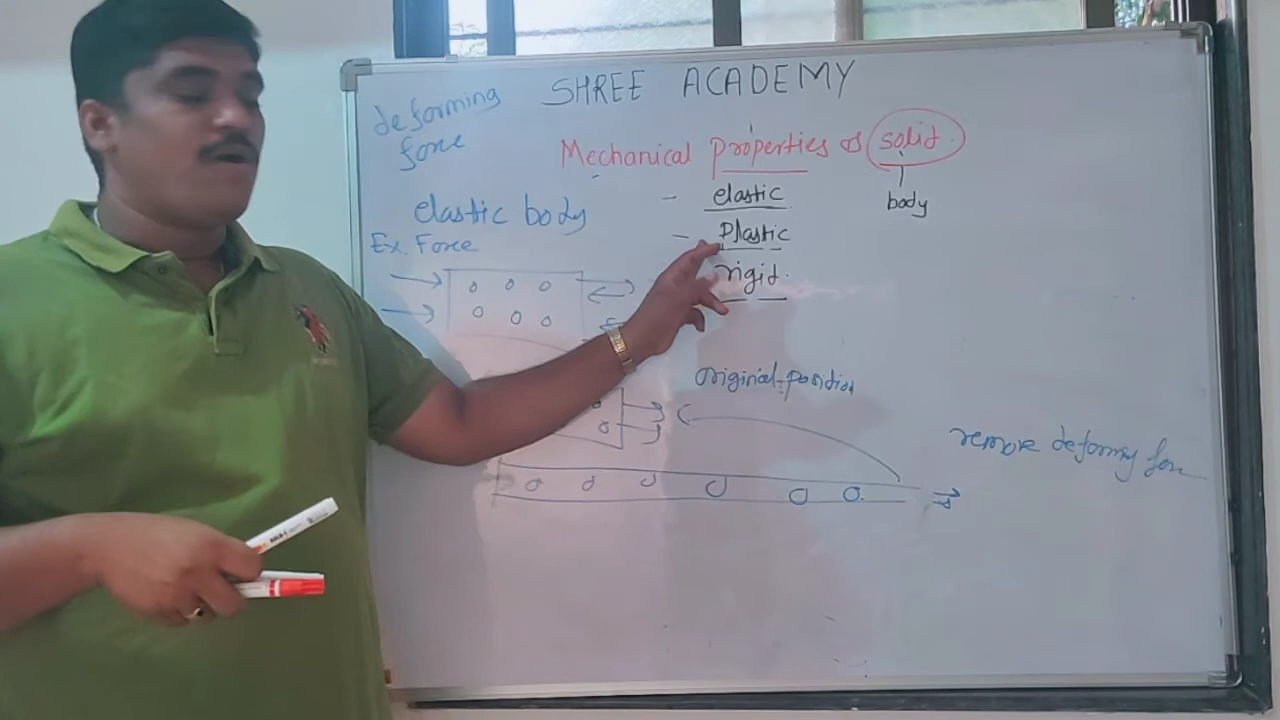 SHREE ACADEMY
deforming
force
Mechanical properties of solid
body
- elastic
- Plastic
rigid.
elastic body
Ex. Force
original position
remove deforming